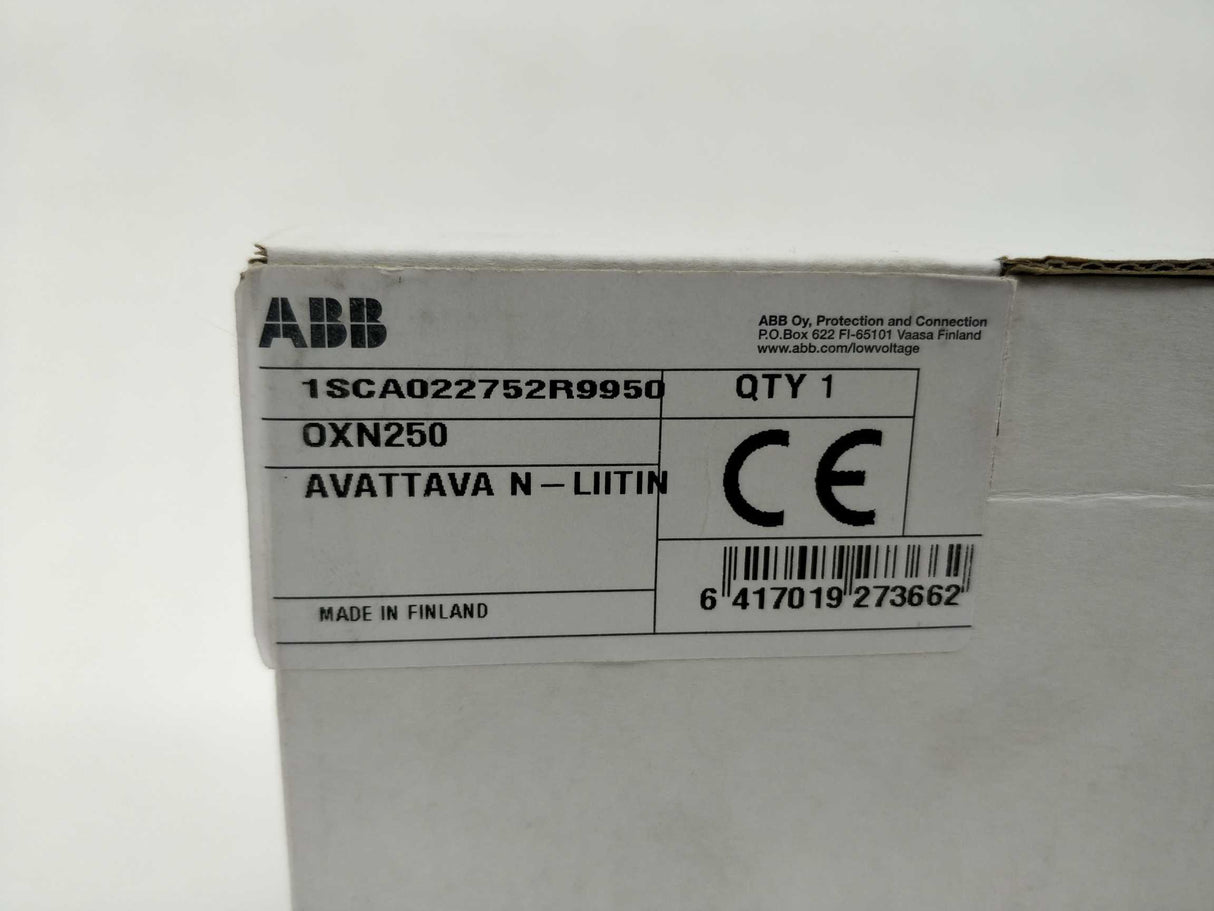 ABB
ABB Oy, Protection and Connection
P.O.Box 622 FI-65101 Vaasa Finland
www.abb.com/lowvoltage
1SCA022752R9950
QTY 1
OXN250
CE
AVATTAVA N-LIITIN
6 417019 273662
MADE IN FINLAND